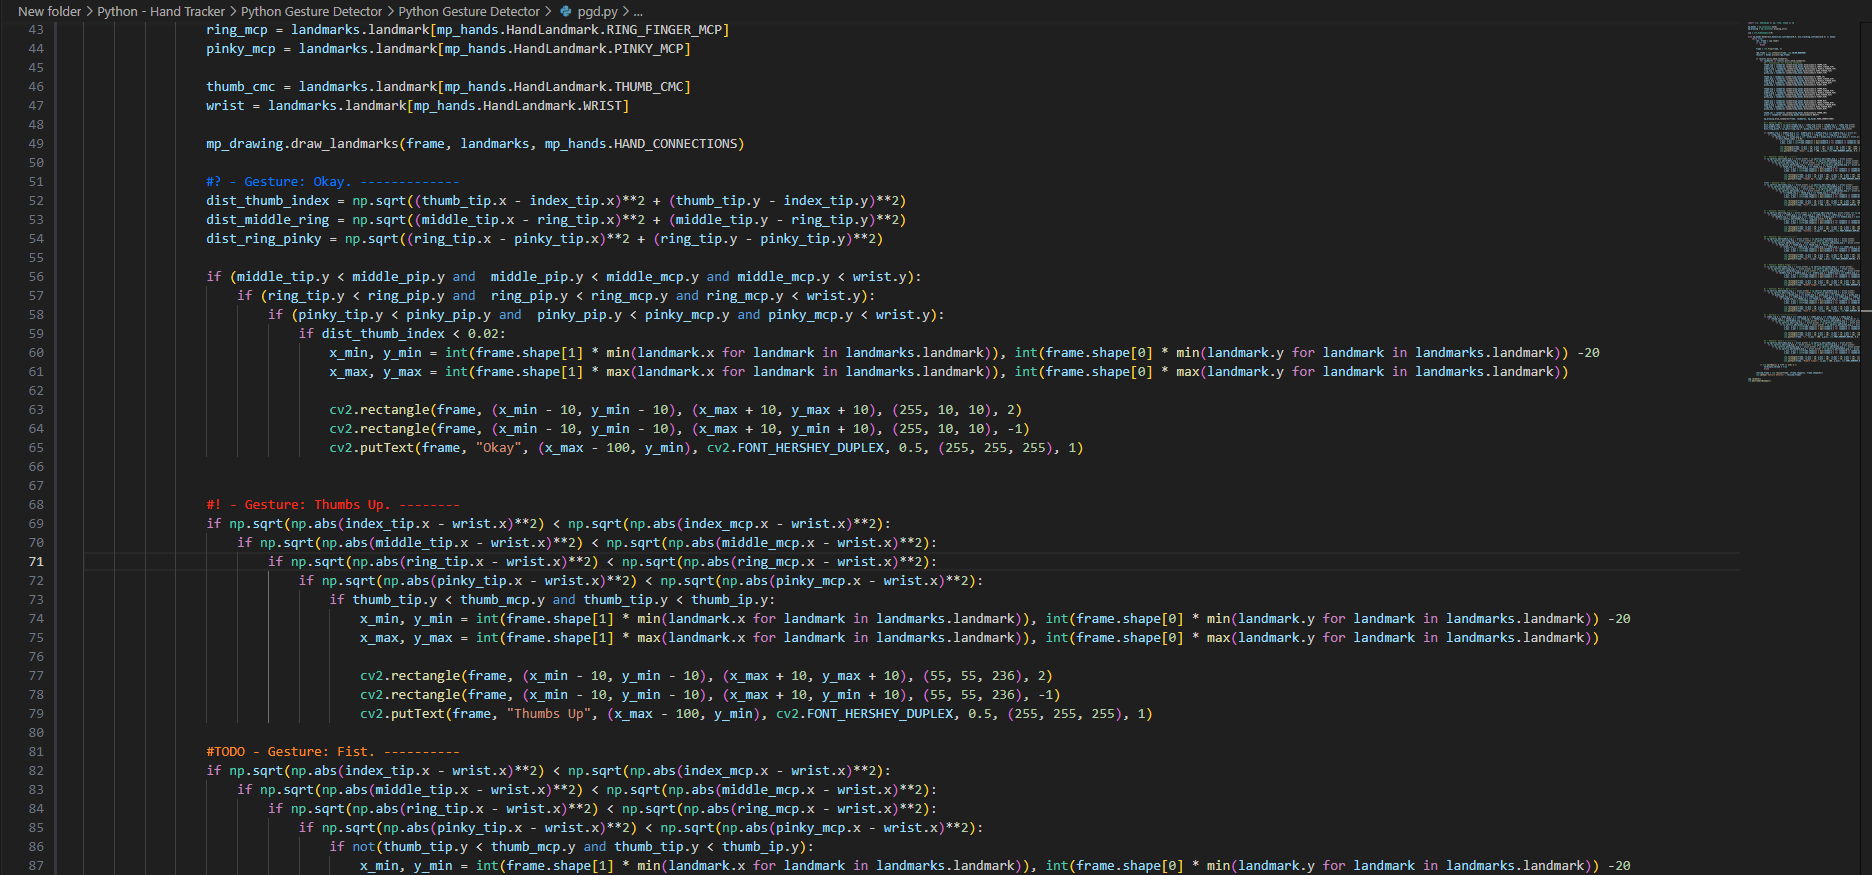 New folder > Python - Hand Tracker > Python Gesture Detector > Python Gesture Detector > pgd.py > ...
43 ring_mcp = landmarks.landmark[mp_hands.HandLandmark.RING_FINGER_MCP]
44 pinky_mcp = landmarks.landmark[mp_hands.HandLandmark.PINKY_MCP]
45
46 thumb_cmc = landmarks.landmark[mp_hands.HandLandmark.THUMB_CMC]
47 wrist = landmarks.landmark[mp_hands.HandLandmark.WRIST]
48
49 mp_drawing.draw_landmarks(frame, landmarks, mp_hands.HAND_CONNECTIONS)
50
51 #? - Gesture: Okay. -------------
52 dist_thumb_index = np.sqrt((thumb_tip.x - index_tip.x)**2 + (thumb_tip.y - index_tip.y)**2)
53 dist_middle_ring = np.sqrt((middle_tip.x - ring_tip.x)**2 + (middle_tip.y - ring_tip.y)**2)
54 dist_ring_pinky = np.sqrt((ring_tip.x - pinky_tip.x)**2 + (ring_tip.y - pinky_tip.y)**2)
55
56 if (middle_tip.y < middle_pip.y and  middle_pip.y < middle_mcp.y and middle_mcp.y < wrist.y):
57 if (ring_tip.y < ring_pip.y and  ring_pip.y < ring_mcp.y and ring_mcp.y < wrist.y):
58 if (pinky_tip.y < pinky_pip.y and  pinky_pip.y < pinky_mcp.y and pinky_mcp.y < wrist.y):
59 if dist_thumb_index < 0.02:
60 x_min, y_min = int(frame.shape[1] * min(landmark.x for landmark in landmarks.landmark)), int(frame.shape[0] * min(landmark.y for landmark in landmarks.landmark)) -20
61 x_max, y_max = int(frame.shape[1] * max(landmark.x for landmark in landmarks.landmark)), int(frame.shape[0] * max(landmark.y for landmark in landmarks.landmark))
62
63 cv2.rectangle(frame, (x_min - 10, y_min - 10), (x_max + 10, y_max + 10), (255, 10, 10), 2)
64 cv2.rectangle(frame, (x_min - 10, y_min - 10), (x_max + 10, y_min + 10), (255, 10, 10), -1)
65 cv2.putText(frame, "Okay", (x_max - 100, y_min), cv2.FONT_HERSHEY_DUPLEX, 0.5, (255, 255, 255), 1)
66
67
68 #! - Gesture: Thumbs Up. --------
69 if np.sqrt(np.abs(index_tip.x - wrist.x)**2) < np.sqrt(np.abs(index_mcp.x - wrist.x)**2):
70 if np.sqrt(np.abs(middle_tip.x - wrist.x)**2) < np.sqrt(np.abs(middle_mcp.x - wrist.x)**2):
71 if np.sqrt(np.abs(ring_tip.x - wrist.x)**2) < np.sqrt(np.abs(ring_mcp.x - wrist.x)**2):
72 if np.sqrt(np.abs(pinky_tip.x - wrist.x)**2) < np.sqrt(np.abs(pinky_mcp.x - wrist.x)**2):
73 if thumb_tip.y < thumb_mcp.y and thumb_tip.y < thumb_ip.y:
74 x_min, y_min = int(frame.shape[1] * min(landmark.x for landmark in landmarks.landmark)), int(frame.shape[0] * min(landmark.y for landmark in landmarks.landmark)) -20
75 x_max, y_max = int(frame.shape[1] * max(landmark.x for landmark in landmarks.landmark)), int(frame.shape[0] * max(landmark.y for landmark in landmarks.landmark))
76
77 cv2.rectangle(frame, (x_min - 10, y_min - 10), (x_max + 10, y_max + 10), (55, 55, 236), 2)
78 cv2.rectangle(frame, (x_min - 10, y_min - 10), (x_max + 10, y_min + 10), (55, 55, 236), -1)
79 cv2.putText(frame, "Thumbs Up", (x_max - 100, y_min), cv2.FONT_HERSHEY_DUPLEX, 0.5, (255, 255, 255), 1)
80
81 #TODO - Gesture: Fist. ----------
82 if np.sqrt(np.abs(index_tip.x - wrist.x)**2) < np.sqrt(np.abs(index_mcp.x - wrist.x)**2):
83 if np.sqrt(np.abs(middle_tip.x - wrist.x)**2) < np.sqrt(np.abs(middle_mcp.x - wrist.x)**2):
84 if np.sqrt(np.abs(ring_tip.x - wrist.x)**2) < np.sqrt(np.abs(ring_mcp.x - wrist.x)**2):
85 if np.sqrt(np.abs(pinky_tip.x - wrist.x)**2) < np.sqrt(np.abs(pinky_mcp.x - wrist.x)**2):
86 if not(thumb_tip.y < thumb_mcp.y and thumb_tip.y < thumb_ip.y):
87 x_min, y_min = int(frame.shape[1] * min(landmark.x for landmark in landmarks.landmark)), int(frame.shape[0] * min(landmark.y for landmark in landmarks.landmark)) -20